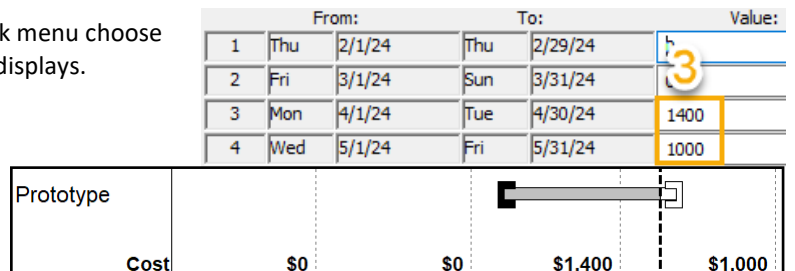 From: To: Value:
k menu choose
1 Thu 2/1/24 Thu 2/29/24
displays.
2 Fri 3/1/24 Sun 3/31/24
3
3 Mon 4/1/24 Tue 4/30/24 1400
4 Wed 5/1/24 Fri 5/31/24 1000
Prototype
Cost $0 $0 $1,400 $1,000